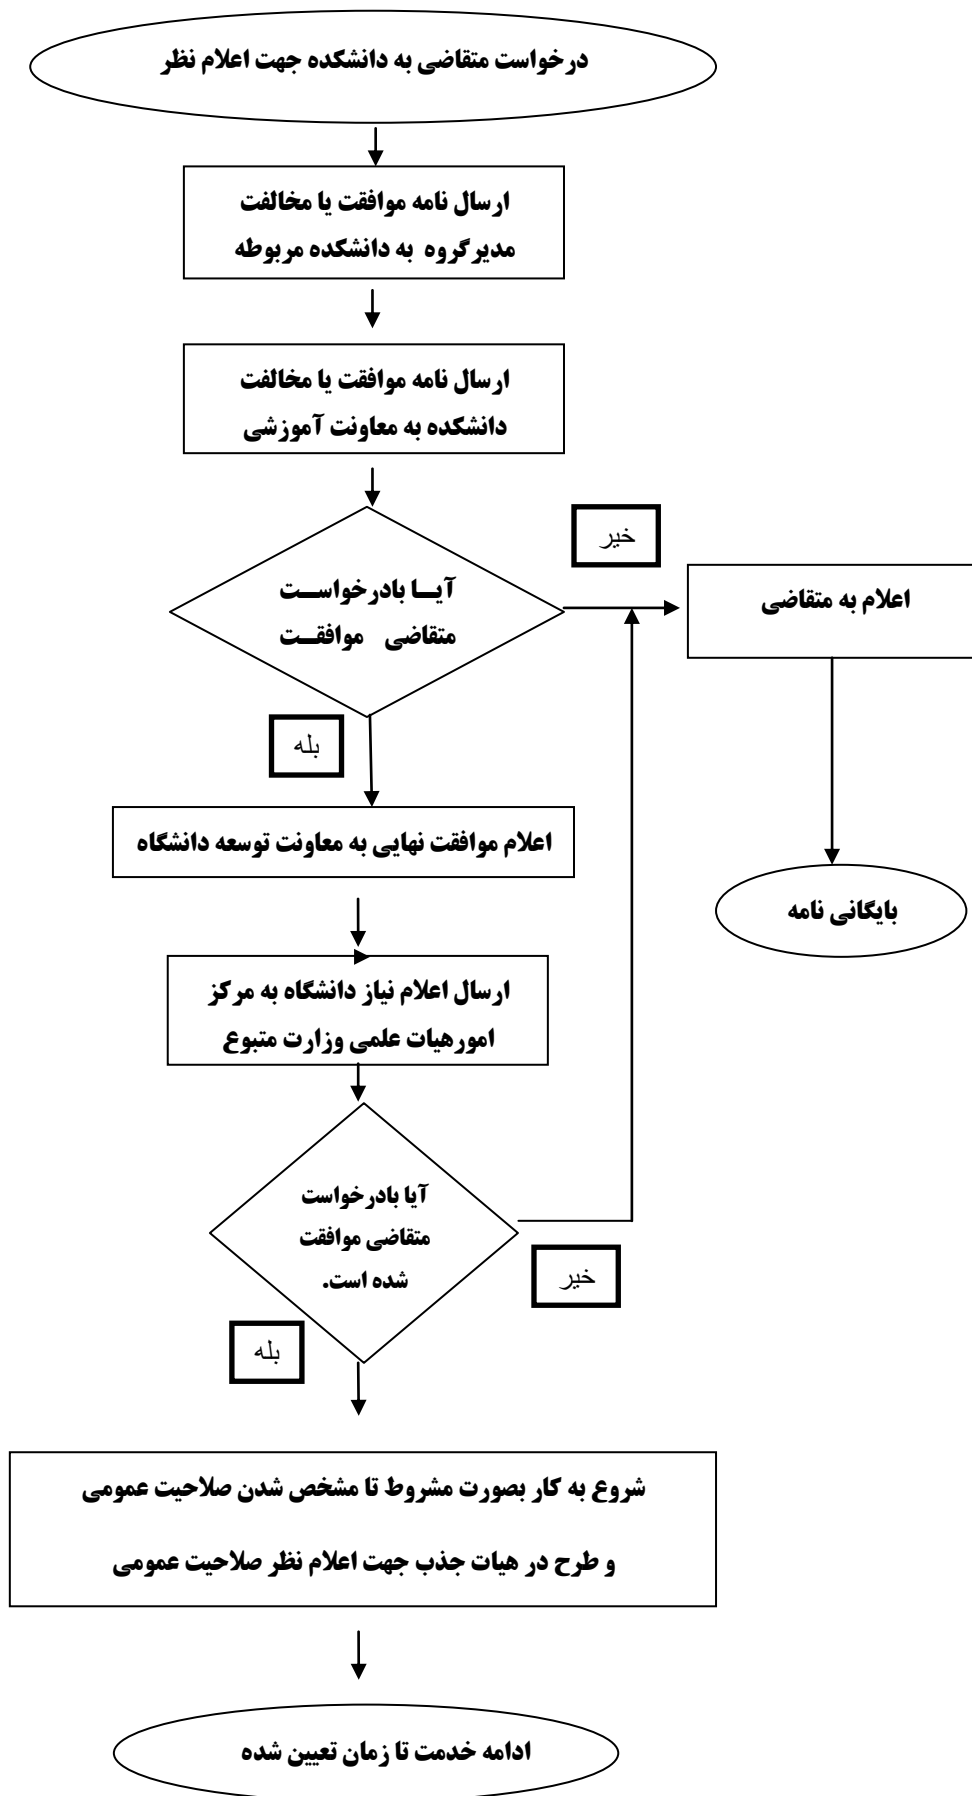 درخواست متقاضی به دانشکده جهت اعلام نظر
ارسال نامه موافقت یا مخالفت
مدیرگروه به دانشکده مربوطه
ارسال نامه موافقت یا مخالفت
دانشکده به معاونت آموزشی
خیر
آیــا بادرخواســت
متقاضی موافقــت
اعلام به متقاضی
بله
اعلام موافقت نهایی به معاونت توسعه دانشگاه
بایگانی نامه
ارسال اعلام نیاز دانشگاه به مرکز
امورهیات علمی وزارت متبوع
آیا بادرخواست
متقاضی موافقت
شده است.
خیر
بله
شروع به کار بصورت مشروط تا مشخص شدن صلاحیت عمومی
و طرح در هیات جذب جهت اعلام نظر صلاحیت عمومی
ادامه خدمت تا زمان تعیین شده